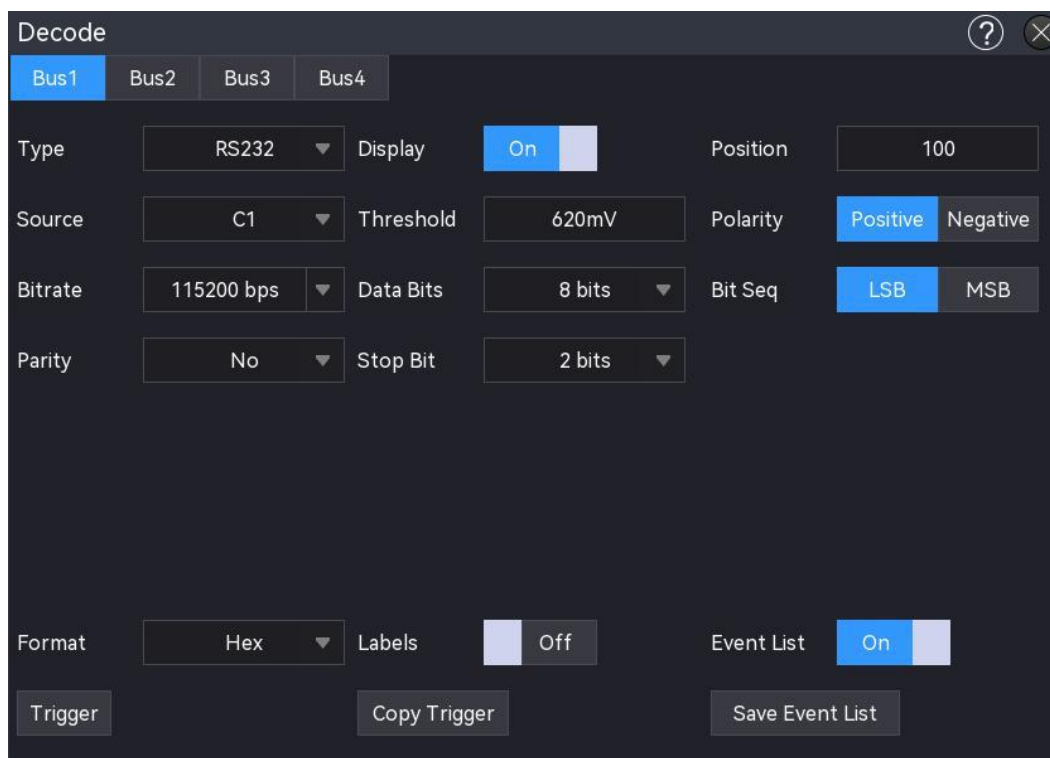 Decode ?
Bus1 Bus2 Bus3 Bus4
Type RS232 Display On Position 100
Source C1 Threshold 620mV Polarity Positive Negative
Bitrate 115200 bps Data Bits 8 bits Bit Seq LSB MSB
Parity No Stop Bit 2 bits
Format Hex Labels Off Event List On
Trigger Copy Trigger Save Event List